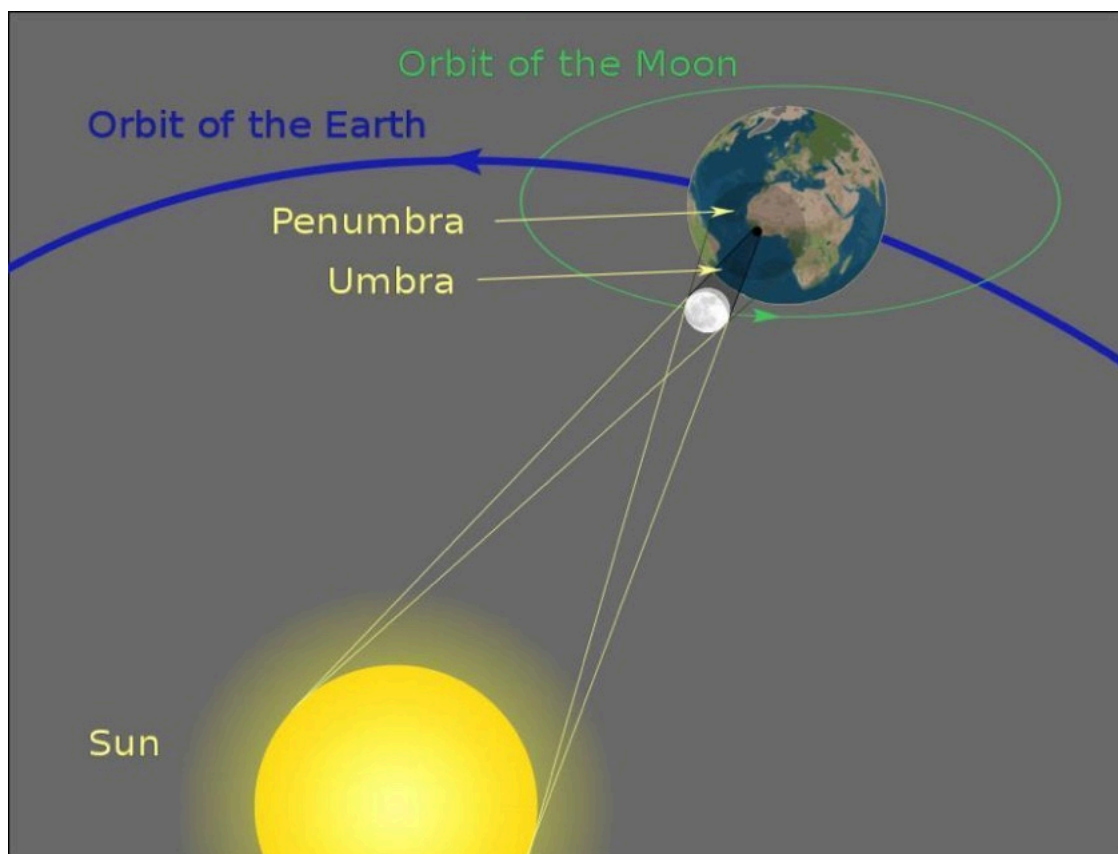 Orbit of the Moon
Orbit of the Earth
Penumbra
Umbra
Sun